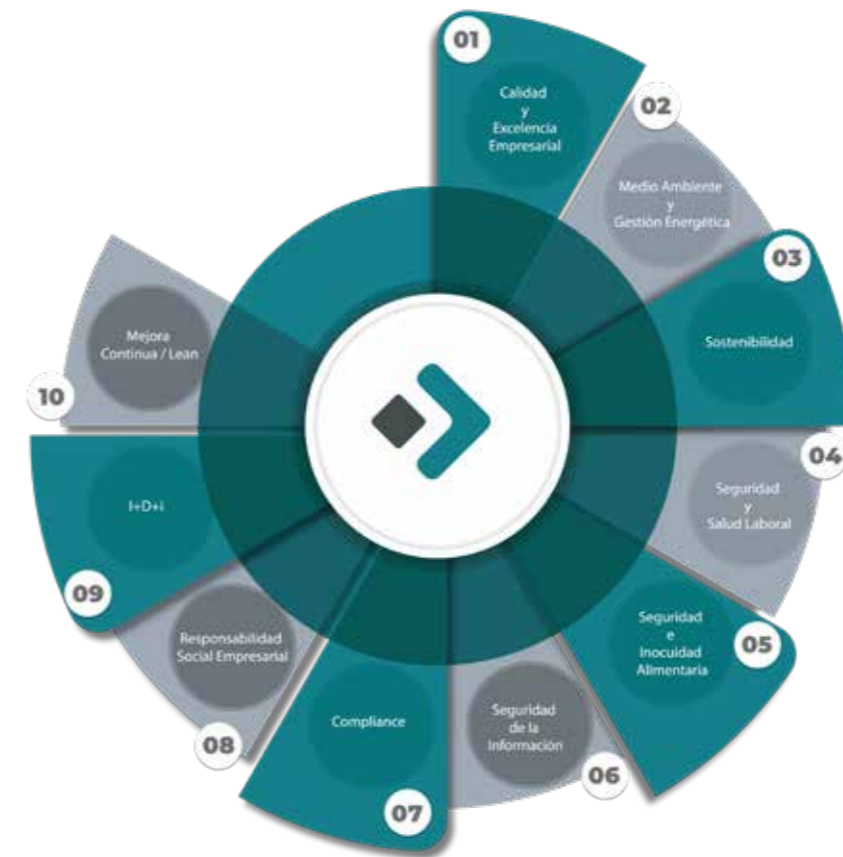 01
Calidad
y
Excelencia
Empresarial
02
Medio Ambiente
y
Gestión Energética
03
Sostenibilidad
04
Seguridad
y
Salud Laboral
05
Seguridad
e
Inocuidad
Alimentaria
06
Seguridad
de la
Información
07
Compliance
08
Responsabilidad
Social Empresarial
09
I+D+i
10
Mejora
Continua / Lean